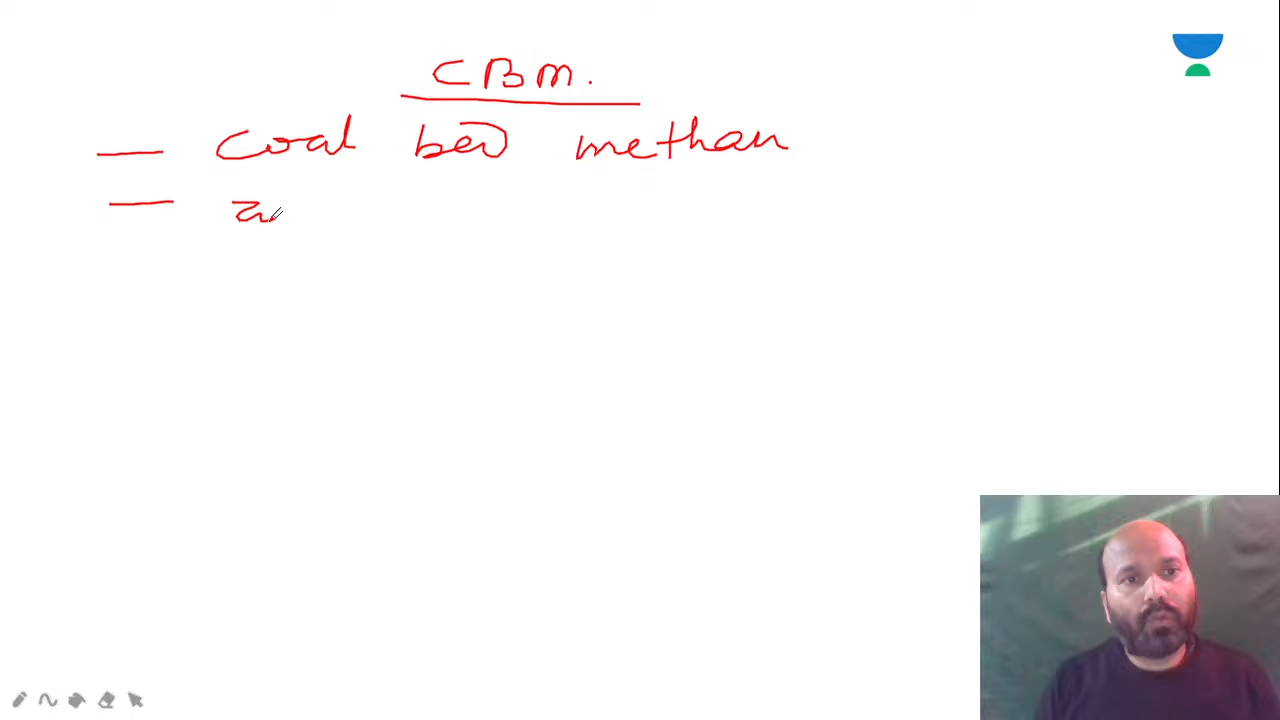 CBM.
— coal bed methan
—